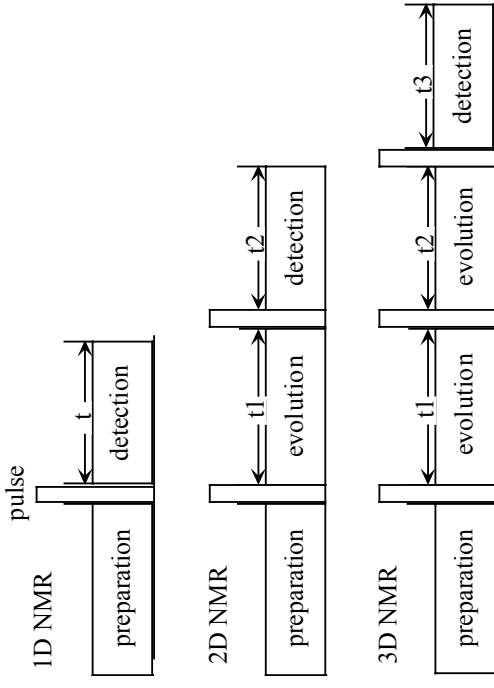 pulse
1D NMR
t
preparation
detection
2D NMR
t1
t2
preparation
evolution
detection
3D NMR
t1
t2
t3
preparation
evolution
evolution
detection